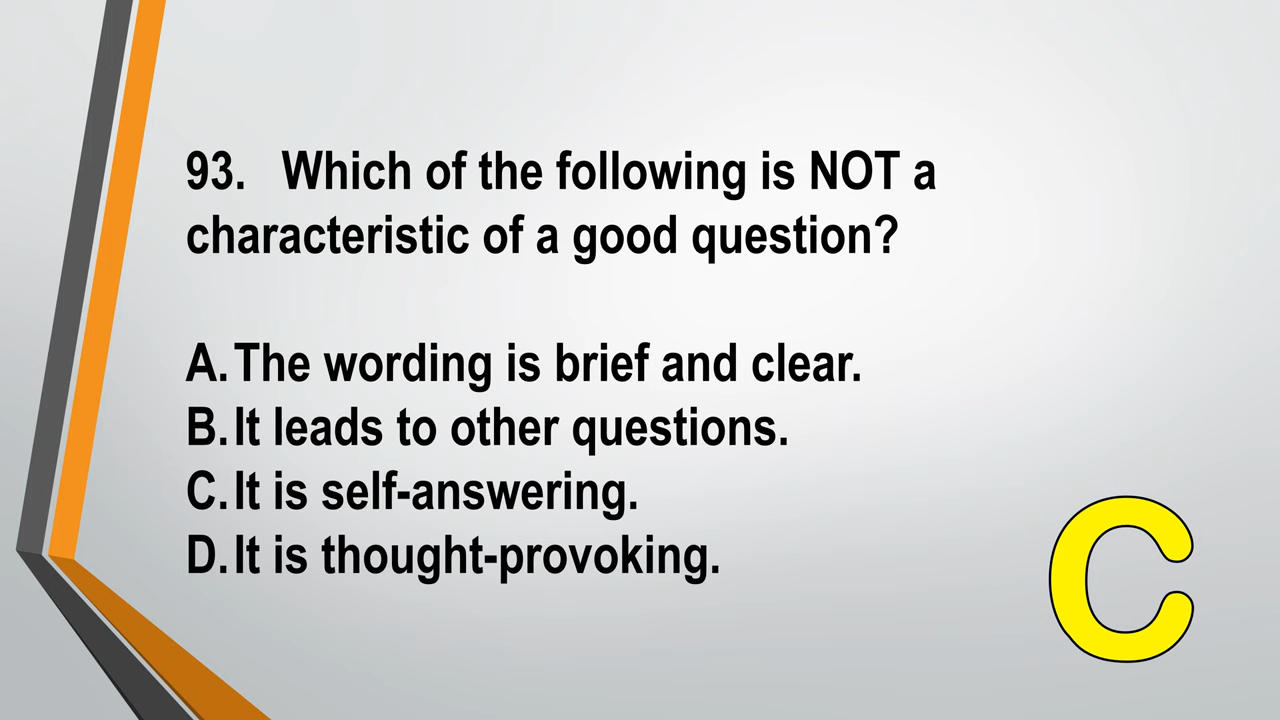 93. Which of the following is NOT a
characteristic of a good question?
A. The wording is brief and clear.
B. It leads to other questions.
C. It is self-answering.
D. It is thought-provoking.
C